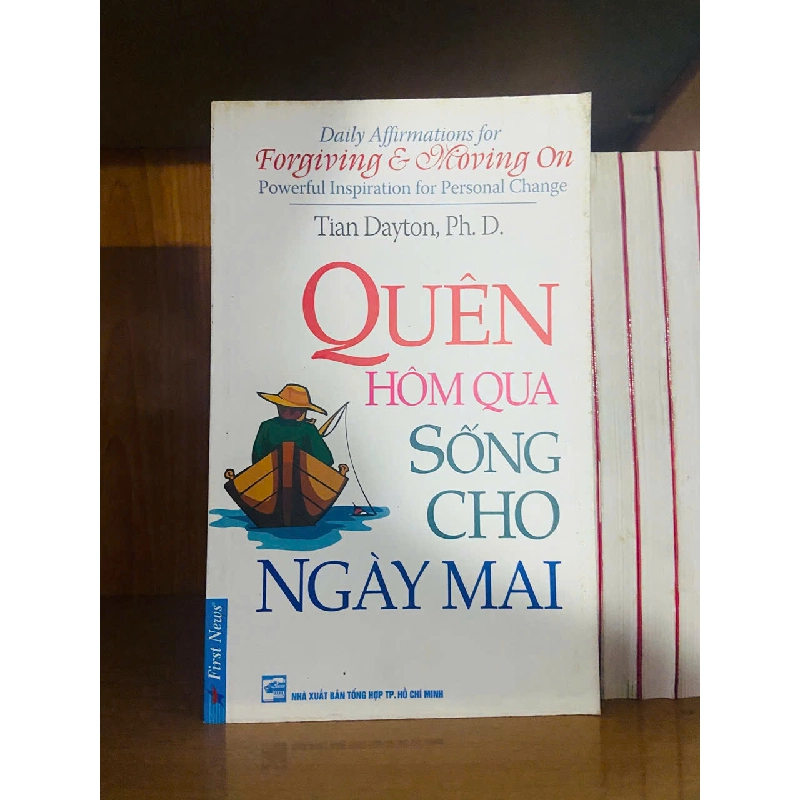 Daily Affirmations for
Forgiving & Moving On
Powerful Inspiration for Personal Change
Tian Dayton, Ph. D.
QUÊN
HÔM QUA
SỐNG
CHO
NGÀY MAI
First News
NHÀ XUẤT BẢN TỔNG HỢP TP. HỒ CHÍ MINH